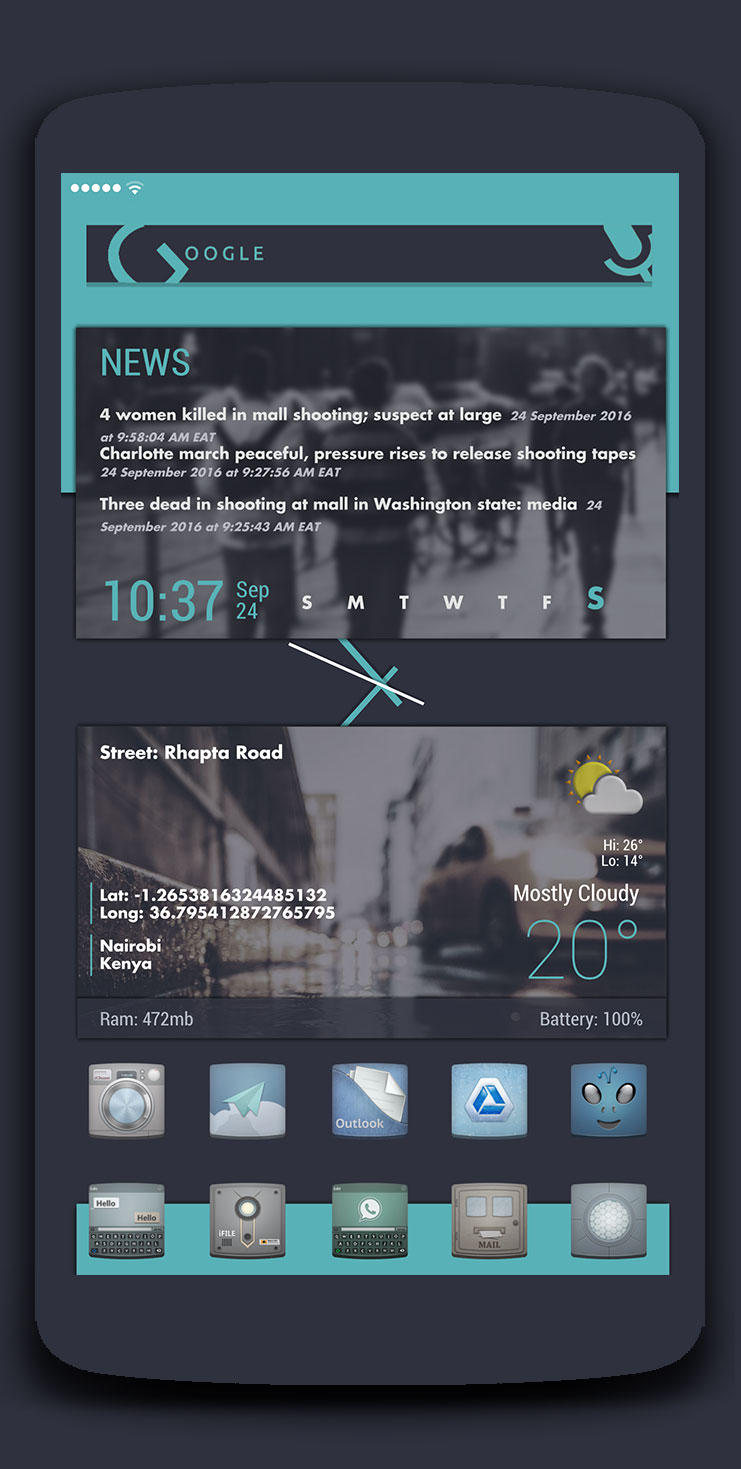 GOOGLE
NEWS
4 women killed in mall shooting; suspect at large 24 September 2016
at 9:58:04 AM EAT
Charlotte march peaceful, pressure rises to release shooting tapes
24 September 2016 at 9:27:56 AM EAT
Three dead in shooting at mall in Washington state: media 24
September 2016 at 9:25:43 AM EAT
10:37 Sep 24 S M T W T F S
Street: Rhapta Road
Hi: 26°
Lo: 14°
Lat: -1.2653816324485132
Long: 36.795412872765795
Mostly Cloudy
20°
Nairobi
Kenya
Ram: 472mb Battery: 100%
Outlook
Hello
Hello
iFILE
MAIL